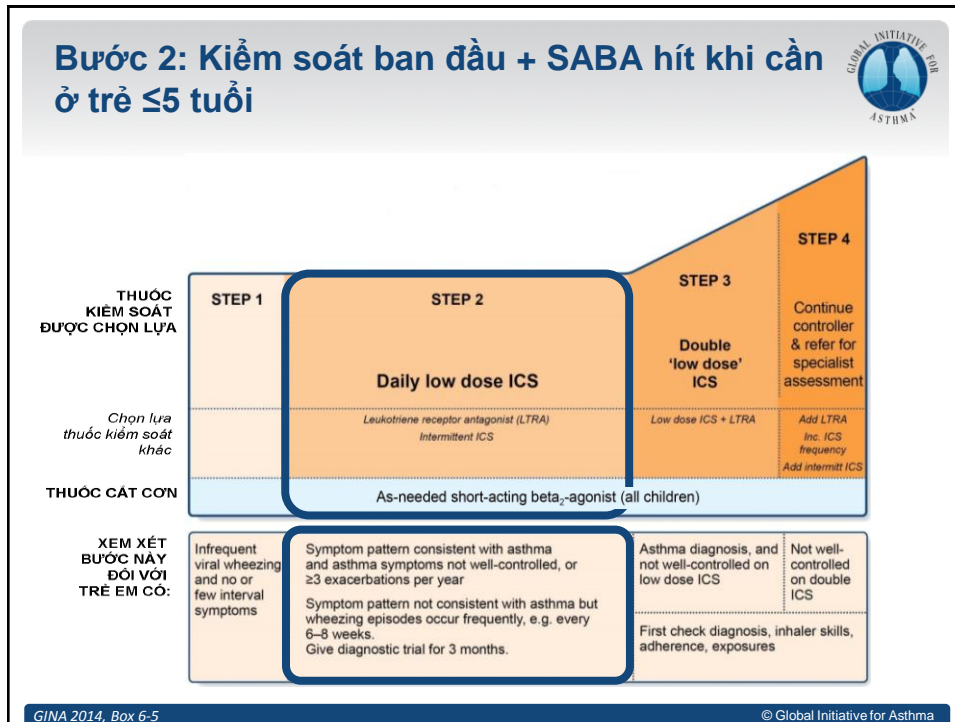 Bước 2: Kiểm soát ban đầu + SABA hít khi cần
ở trẻ ≤5 tuổi
GLOBAL INITIATIVE FOR
ASTHMA
THUỐC
KIỂM SOÁT
ĐƯỢC CHỌN LỰA
STEP 1
STEP 2
Daily low dose ICS
STEP 3
Double
‘low dose’
ICS
STEP 4
Continue
controller
& refer for
specialist
assessment
Chọn lựa
thuốc kiểm soát
khác
Leukotriene receptor antagonist (LTRA)
Intermittent ICS
Low dose ICS + LTRA
Add LTRA
Inc. ICS
frequency
Add intermitt ICS
THUỐC CẮT CƠN
As-needed short-acting beta₂-agonist (all children)
XEM XÉT
BƯỚC NÀY
ĐỐI VỚI
TRẺ EM CÓ:
Infrequent
viral wheezing
and no or
few interval
symptoms
Symptom pattern consistent with asthma
and asthma symptoms not well-controlled, or
≥3 exacerbations per year
Symptom pattern not consistent with asthma but
wheezing episodes occur frequently, e.g. every
6–8 weeks.
Give diagnostic trial for 3 months.
Asthma diagnosis, and
not well-controlled on
low dose ICS
Not well-
controlled
on double
ICS
First check diagnosis, inhaler skills,
adherence, exposures
GINA 2014, Box 6-5
© Global Initiative for Asthma